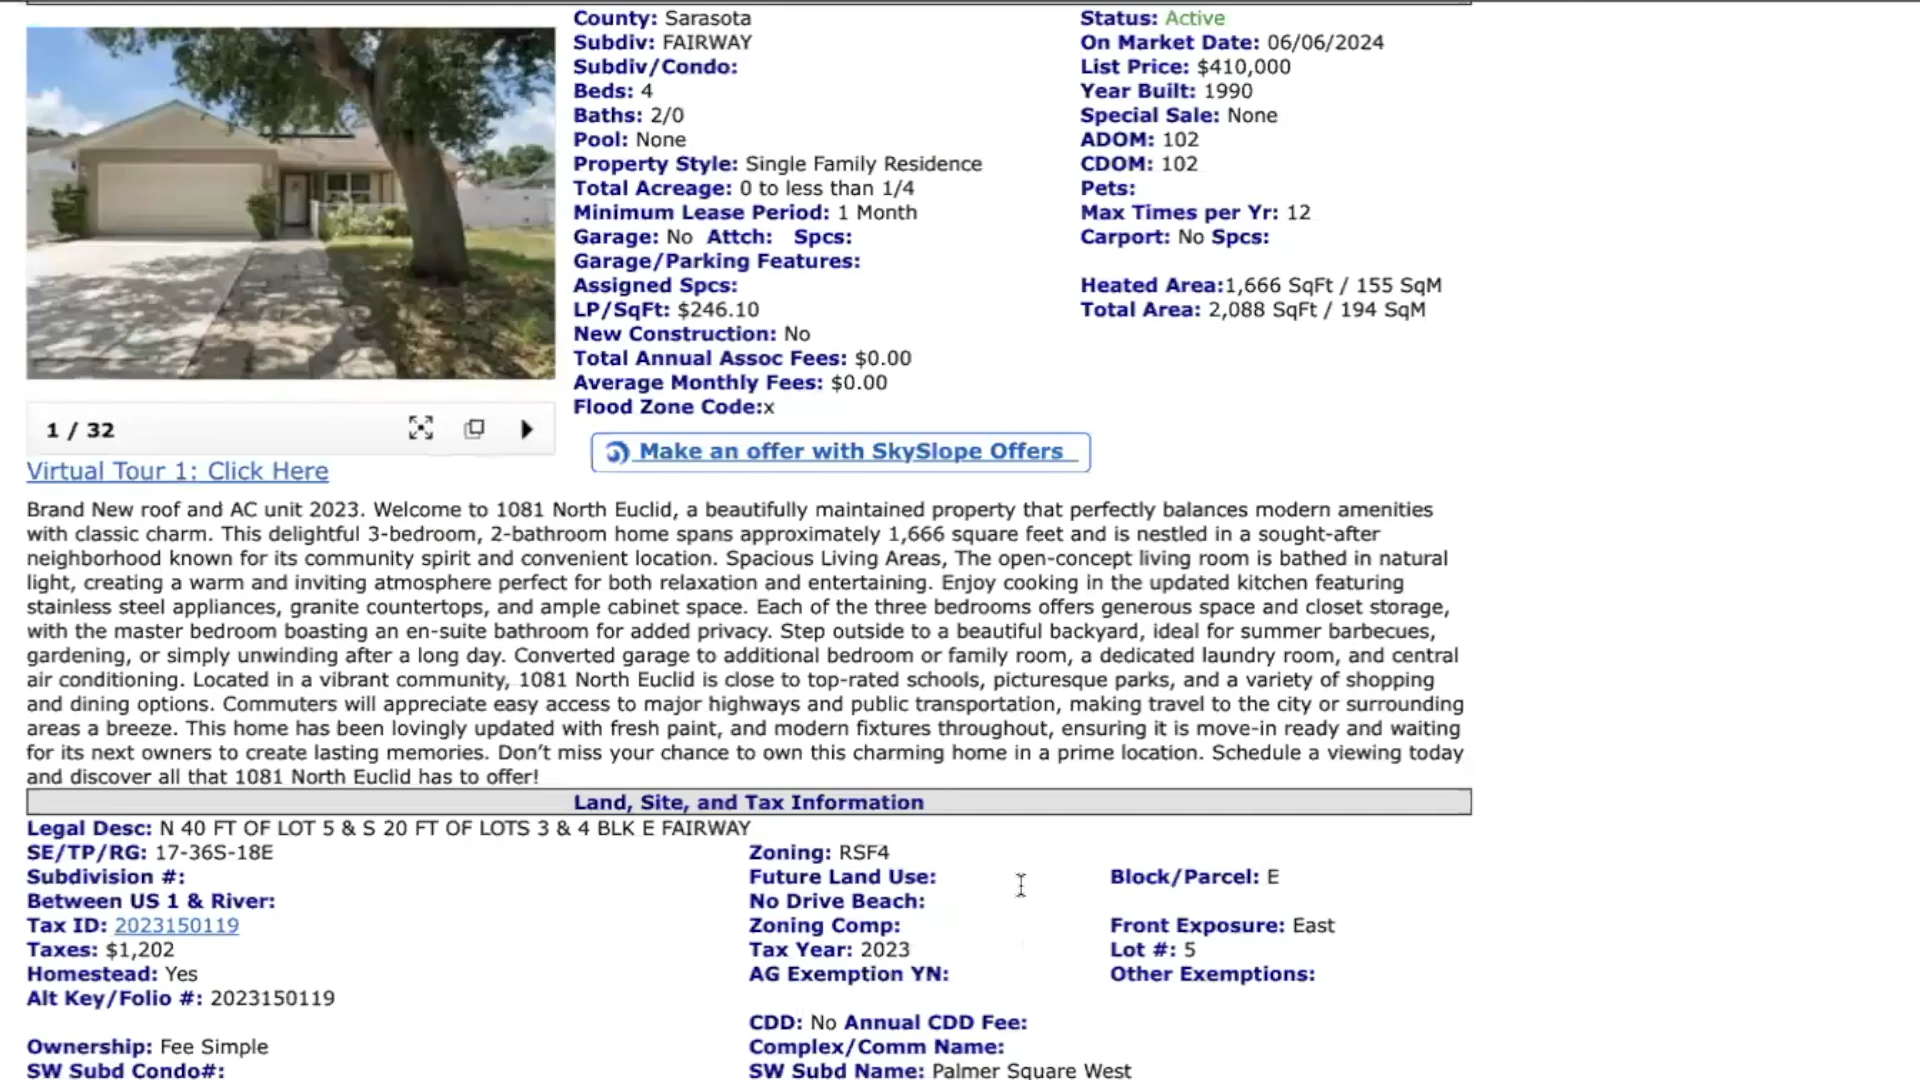 County: Sarasota
Subdiv: FAIRWAY
Subdiv/Condo:
Beds: 4
Baths: 2/0
Pool: None
Property Style: Single Family Residence
Total Acreage: 0 to less than 1/4
Minimum Lease Period: 1 Month
Garage: No Attch: Spcs:
Garage/Parking Features:
Assigned Spcs:
LP/SqFt: $246.10
New Construction: No
Total Annual Assoc Fees: $0.00
Average Monthly Fees: $0.00
Flood Zone Code:x
Status: Active
On Market Date: 06/06/2024
List Price: $410,000
Year Built: 1990
Special Sale: None
ADOM: 102
CDOM: 102
Pets:
Max Times per Yr: 12
Carport: No Spcs:
Heated Area:1,666 SqFt / 155 SqM
Total Area: 2,088 SqFt / 194 SqM
1 / 32
Make an offer with SkySlope Offers
Virtual Tour 1: Click Here
Brand New roof and AC unit 2023. Welcome to 1081 North Euclid, a beautifully maintained property that perfectly balances modern amenities
with classic charm. This delightful 3-bedroom, 2-bathroom home spans approximately 1,666 square feet and is nestled in a sought-after
neighborhood known for its community spirit and convenient location. Spacious Living Areas, The open-concept living room is bathed in natural
light, creating a warm and inviting atmosphere perfect for both relaxation and entertaining. Enjoy cooking in the updated kitchen featuring
stainless steel appliances, granite countertops, and ample cabinet space. Each of the three bedrooms offers generous space and closet storage,
with the master bedroom boasting an en-suite bathroom for added privacy. Step outside to a beautiful backyard, ideal for summer barbecues,
gardening, or simply unwinding after a long day. Converted garage to additional bedroom or family room, a dedicated laundry room, and central
air conditioning. Located in a vibrant community, 1081 North Euclid is close to top-rated schools, picturesque parks, and a variety of shopping
and dining options. Commuters will appreciate easy access to major highways and public transportation, making travel to the city or surrounding
areas a breeze. This home has been lovingly updated with fresh paint, and modern fixtures throughout, ensuring it is move-in ready and waiting
for its next owners to create lasting memories. Don't miss your chance to own this charming home in a prime location. Schedule a viewing today
and discover all that 1081 North Euclid has to offer!
Land, Site, and Tax Information
Legal Desc: N 40 FT OF LOT 5 & S 20 FT OF LOTS 3 & 4 BLK E FAIRWAY
SE/TP/RG: 17-36S-18E
Subdivision #:
Between US 1 & River:
Tax ID: 2023150119
Taxes: $1,202
Homestead: Yes
Alt Key/Folio #: 2023150119
Ownership: Fee Simple
SW Subd Condo#:
Zoning: RSF4
Future Land Use:
No Drive Beach:
Zoning Comp:
Tax Year: 2023
AG Exemption YN:
CDD: No Annual CDD Fee:
Complex/Comm Name:
SW Subd Name: Palmer Square West
Block/Parcel: E
Front Exposure: East
Lot #: 5
Other Exemptions: